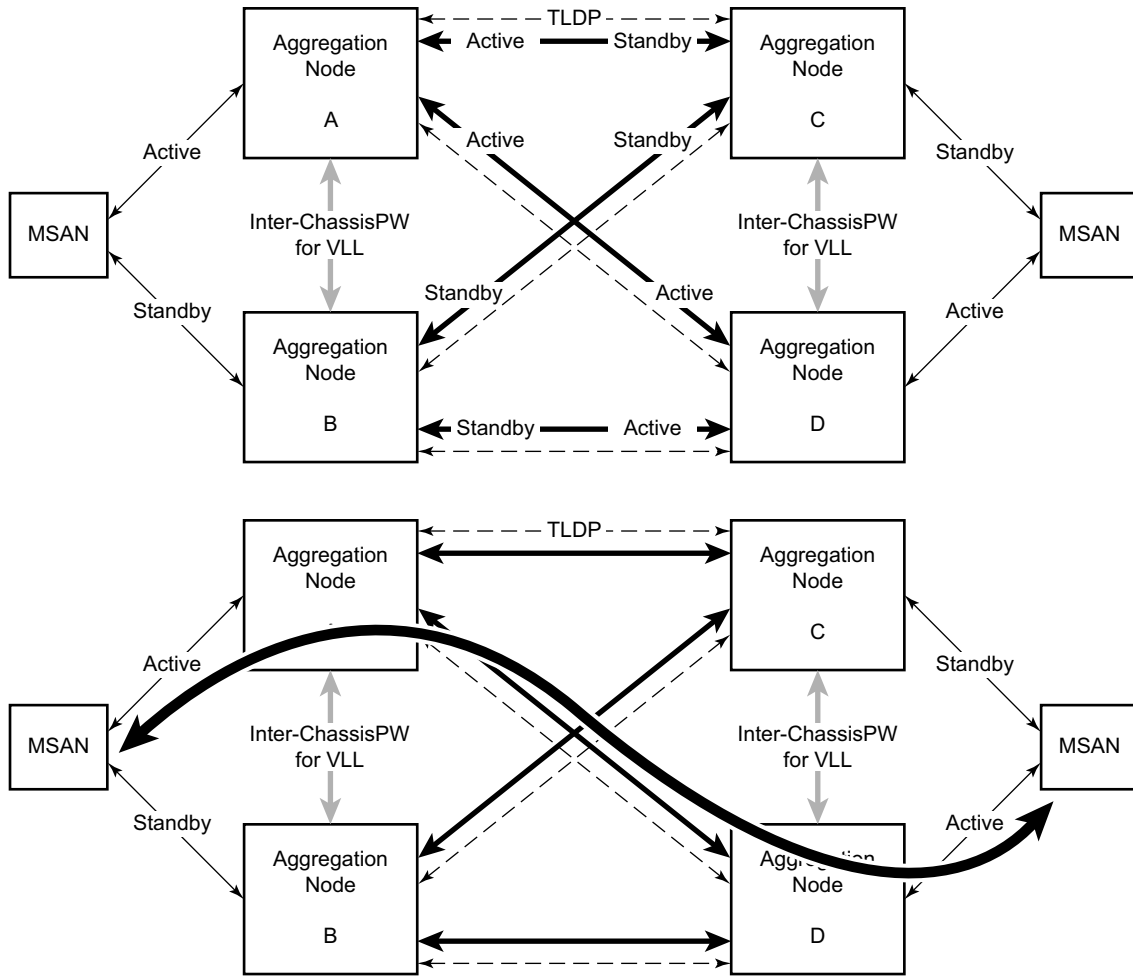 TLDP
Aggregation
Node
A
Active
Standby
Aggregation
Node
C
Active
Active
Standby
Standby
MSAN
Inter-ChassisPW
for VLL
Inter-ChassisPW
for VLL
MSAN
Standby
Standby
Active
Active
Aggregation
Node
B
Standby
Active
Aggregation
Node
D
TLDP
Aggregation
Node
Aggregation
Node
C
Active
Standby
MSAN
Inter-ChassisPW
for VLL
Inter-ChassisPW
for VLL
MSAN
Standby
Active
Aggregation
Node
B
Aggregation
Node
D